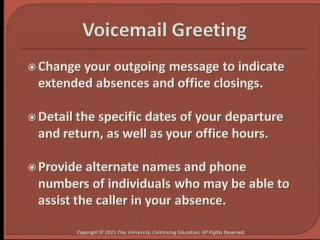 Voicemail Greeting
Change your outgoing message to indicate
extended absences and office closings.
Detail the specific dates of your departure
and return, as well as your office hours.
Provide alternate names and phone
numbers of individuals who may be able to
assist the caller in your absence.
Copyright © 2015 Troy University, Continuing Education, All Rights Reserved.